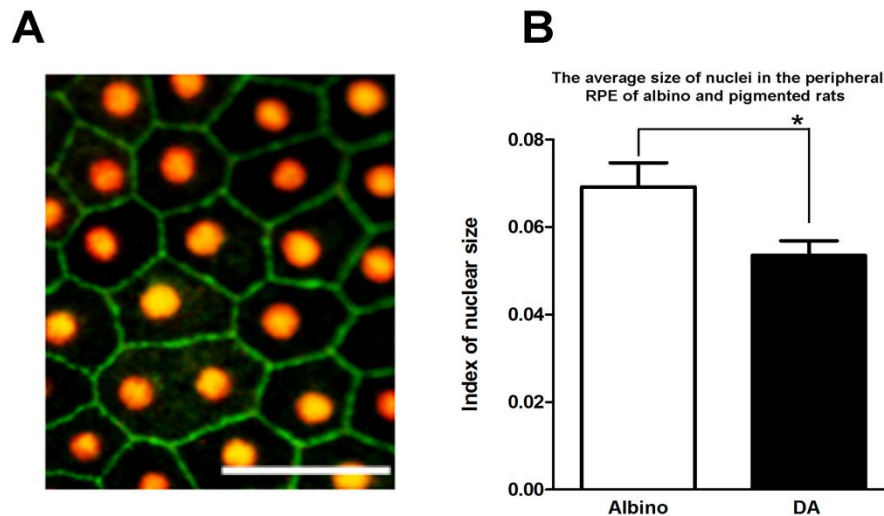 A
B
The average size of nuclei in the peripheral
RPE of albino and pigmented rats
*
0.08
0.06
0.04
0.02
0.00
Index of nuclear size
Albino
DA